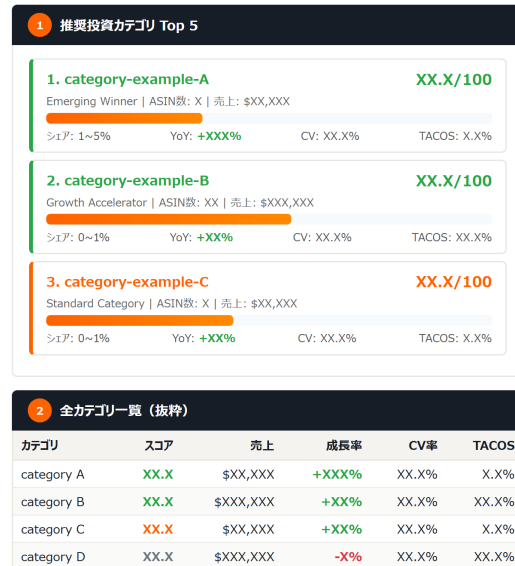 1 推奨投資カテゴリ Top 5
1. category-example-A XX.X/100
Emerging Winner | ASIN数: X | 売上: $XX,XXX
シェア: 1~5% YoY: +XXX% CV: XX.X% TACOS: X.X%
2. category-example-B XX.X/100
Growth Accelerator | ASIN数: XX | 売上: $XXX,XXX
シェア: 0~1% YoY: +XX% CV: XX.X% TACOS: XX.X%
3. category-example-C XX.X/100
Standard Category | ASIN数: X | 売上: $XX,XXX
シェア: 0~1% YoY: +XX% CV: XX.X% TACOS: X.X%
2 全カテゴリ一覧（抜粋）
カテゴリ スコア 売上 成長率 CV率 TACOS
category A XX.X $XX,XXX +XXX% XX.X% X.X%
category B XX.X $XXX,XXX +XX% XX.X% XX.X%
category C XX.X $XX,XXX +XX% XX.X% X.X%
category D XX.X $XXX,XXX -X% XX.X% XX.X%